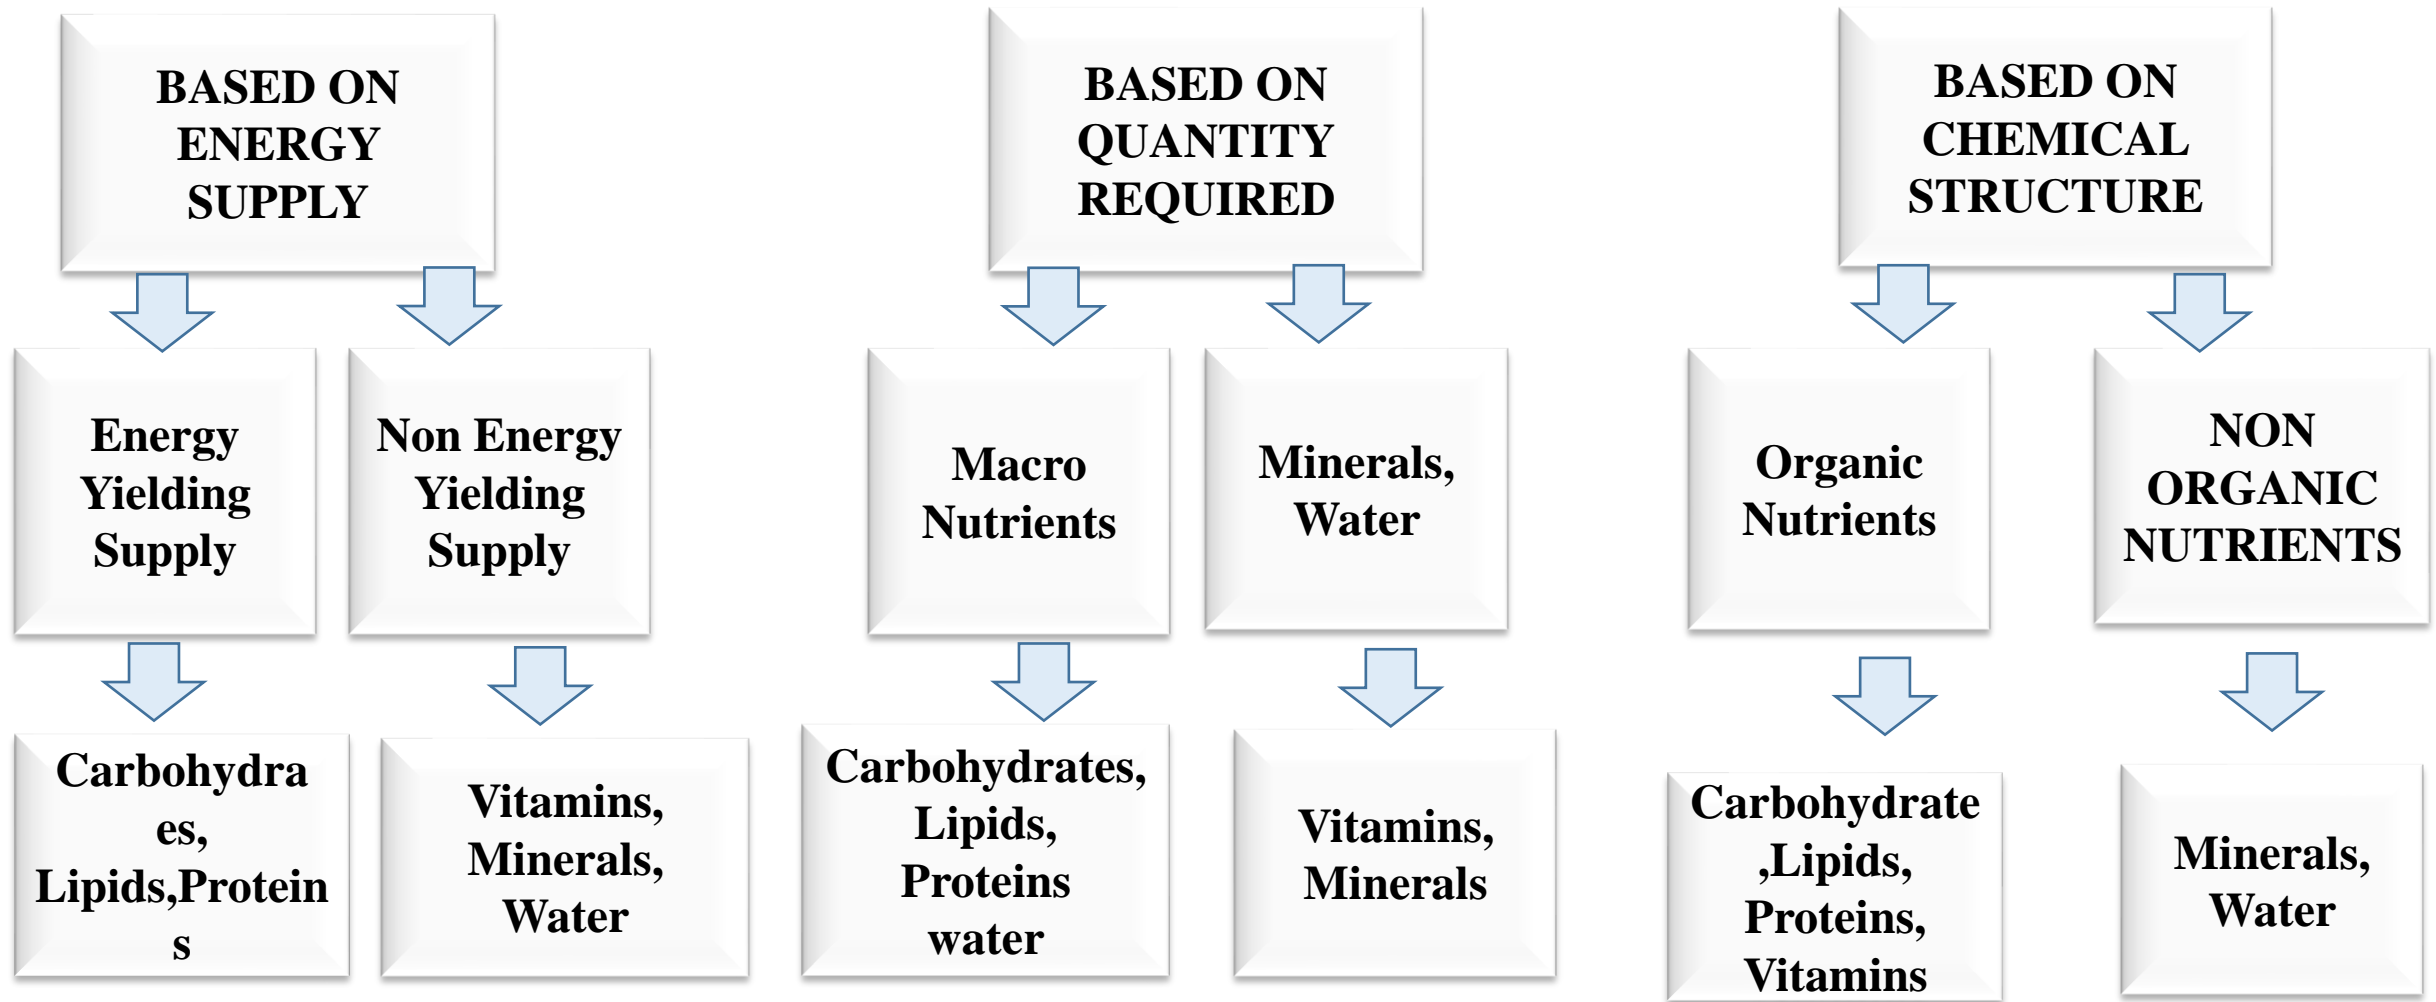 BASED ON
ENERGY
SUPPLY
BASED ON
QUANTITY
REQUIRED
BASED ON
CHEMICAL
STRUCTURE
Energy
Yielding
Supply
Non Energy
Yielding
Supply
Macro
Nutrients
Minerals,
Water
Organic
Nutrients
NON
ORGANIC
NUTRIENTS
Carbohydra
es,
Lipids,Protein
s
Vitamins,
Minerals,
Water
Carbohydrates,
Lipids,
Proteins
water
Vitamins,
Minerals
Carbohydrate
,Lipids,
Proteins,
Vitamins
Minerals,
Water